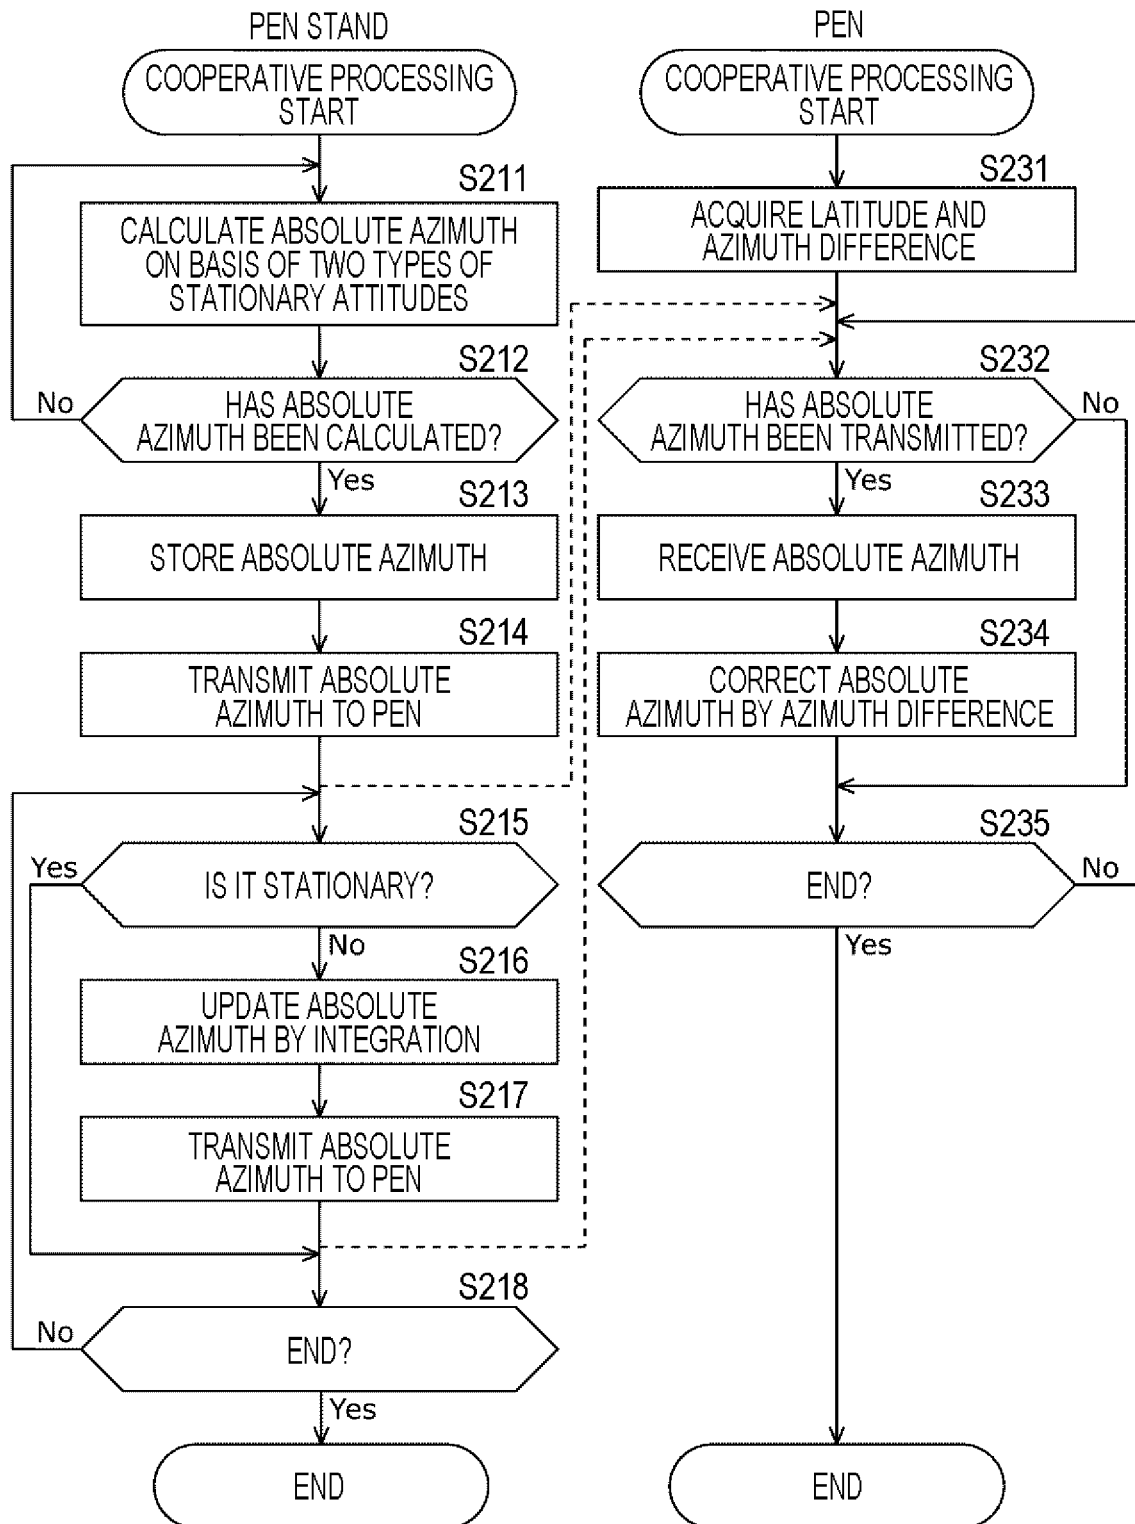 PEN STAND
COOPERATIVE PROCESSING
START
S211
CALCULATE ABSOLUTE AZIMUTH
ON BASIS OF TWO TYPES OF
STATIONARY ATTITUDES
S212
No
HAS ABSOLUTE
AZIMUTH BEEN CALCULATED?
Yes
S213
STORE ABSOLUTE AZIMUTH
S214
TRANSMIT ABSOLUTE
AZIMUTH TO PEN
S215
Yes
IS IT STATIONARY?
No
S216
UPDATE ABSOLUTE
AZIMUTH BY INTEGRATION
S217
TRANSMIT ABSOLUTE
AZIMUTH TO PEN
S218
No
END?
Yes
END
PEN
COOPERATIVE PROCESSING
START
S231
ACQUIRE LATITUDE AND
AZIMUTH DIFFERENCE
S232
HAS ABSOLUTE
AZIMUTH BEEN TRANSMITTED?
No
Yes
S233
RECEIVE ABSOLUTE AZIMUTH
S234
CORRECT ABSOLUTE
AZIMUTH BY AZIMUTH DIFFERENCE
S235
END?
No
Yes
END